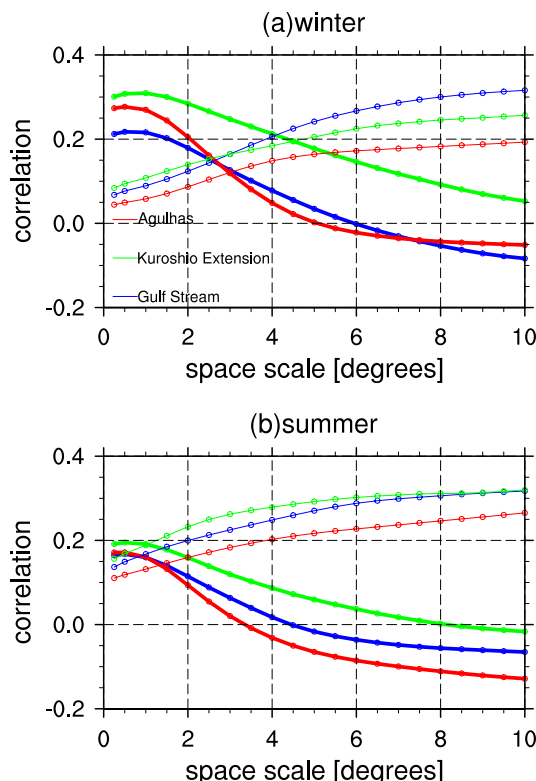 (a)winter
0.4
0.2
0.0
-0.2
correlation
Agulhas
Kuroshio Extension
Gulf Stream
0 2 4 6 8 10
space scale [degrees]
(b)summer
0.4
0.2
0.0
-0.2
correlation
0 2 4 6 8 10
space scale [degrees]